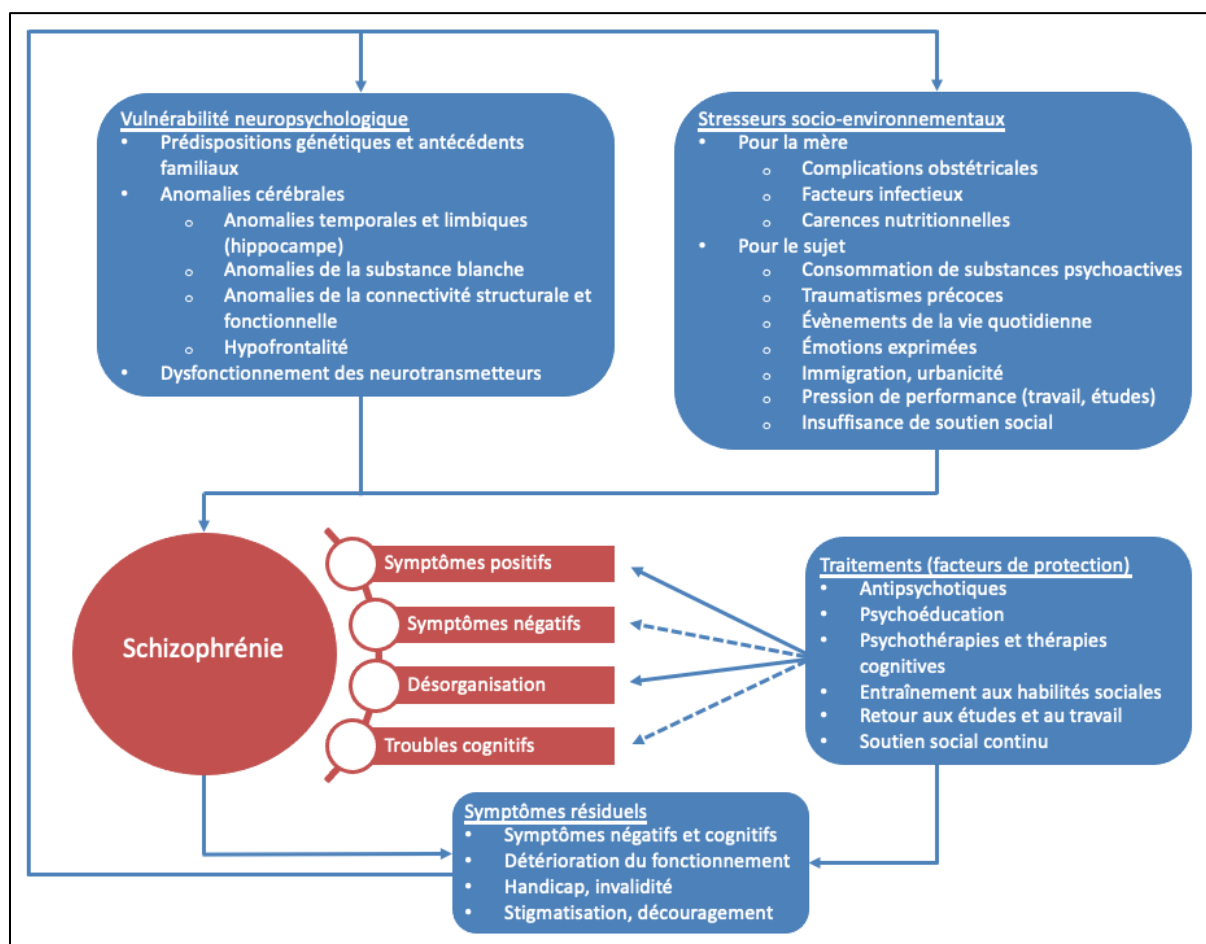 Vulnérabilité neuropsychologique
• Prédispositions génétiques et antécédents
familiaux
• Anomalies cérébrales
o Anomalies temporales et limbiques
(hippocampe)
o Anomalies de la substance blanche
o Anomalies de la connectivité structurale et
fonctionnelle
o Hypofrontalité
• Dysfonctionnement des neurotransmetteurs
Stresseurs socio-environnementaux
• Pour la mère
o Complications obstétricales
o Facteurs infectieux
o Carences nutritionnelles
• Pour le sujet
o Consommation de substances psychoactives
o Traumatismes précoces
o Évènements de la vie quotidienne
o Émotions exprimées
o Immigration, urbanicité
o Pression de performance (travail, études)
o Insuffisance de soutien social
Schizophrénie
Symptômes positifs
Symptômes négatifs
Désorganisation
Troubles cognitifs
Traitements (facteurs de protection)
• Antipsychotiques
• Psychoéducation
• Psychothérapies et thérapies
cognitives
• Entraînement aux habilités sociales
• Retour aux études et au travail
• Soutien social continu
Symptômes résiduels
• Symptômes négatifs et cognitifs
• Détérioration du fonctionnement
• Handicap, invalidité
• Stigmatisation, découragement